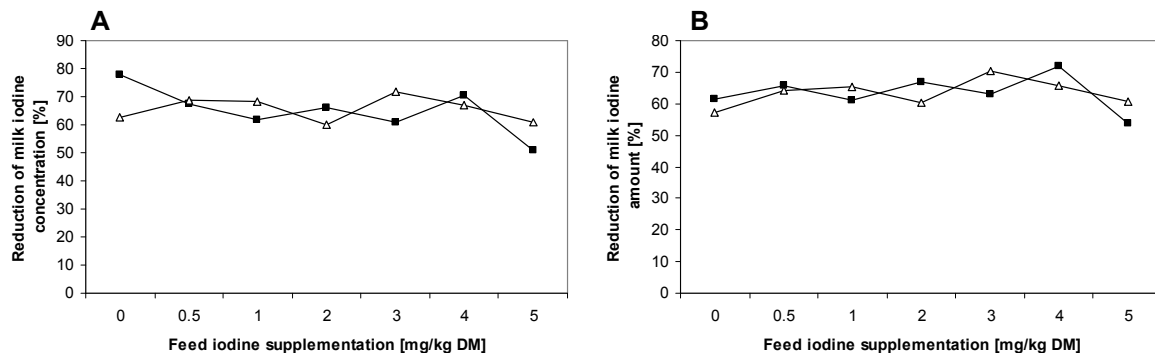 A
Reduction of milk iodine
concentration [%]
90
80
70
60
50
40
30
20
10
0
0 0.5 1 2 3 4 5
Feed iodine supplementation [mg/kg DM]
B
Reduction of milk iodine
amount [%]
80
70
60
50
40
30
20
10
0
0 0.5 1 2 3 4 5
Feed iodine supplementation [mg/kg DM]